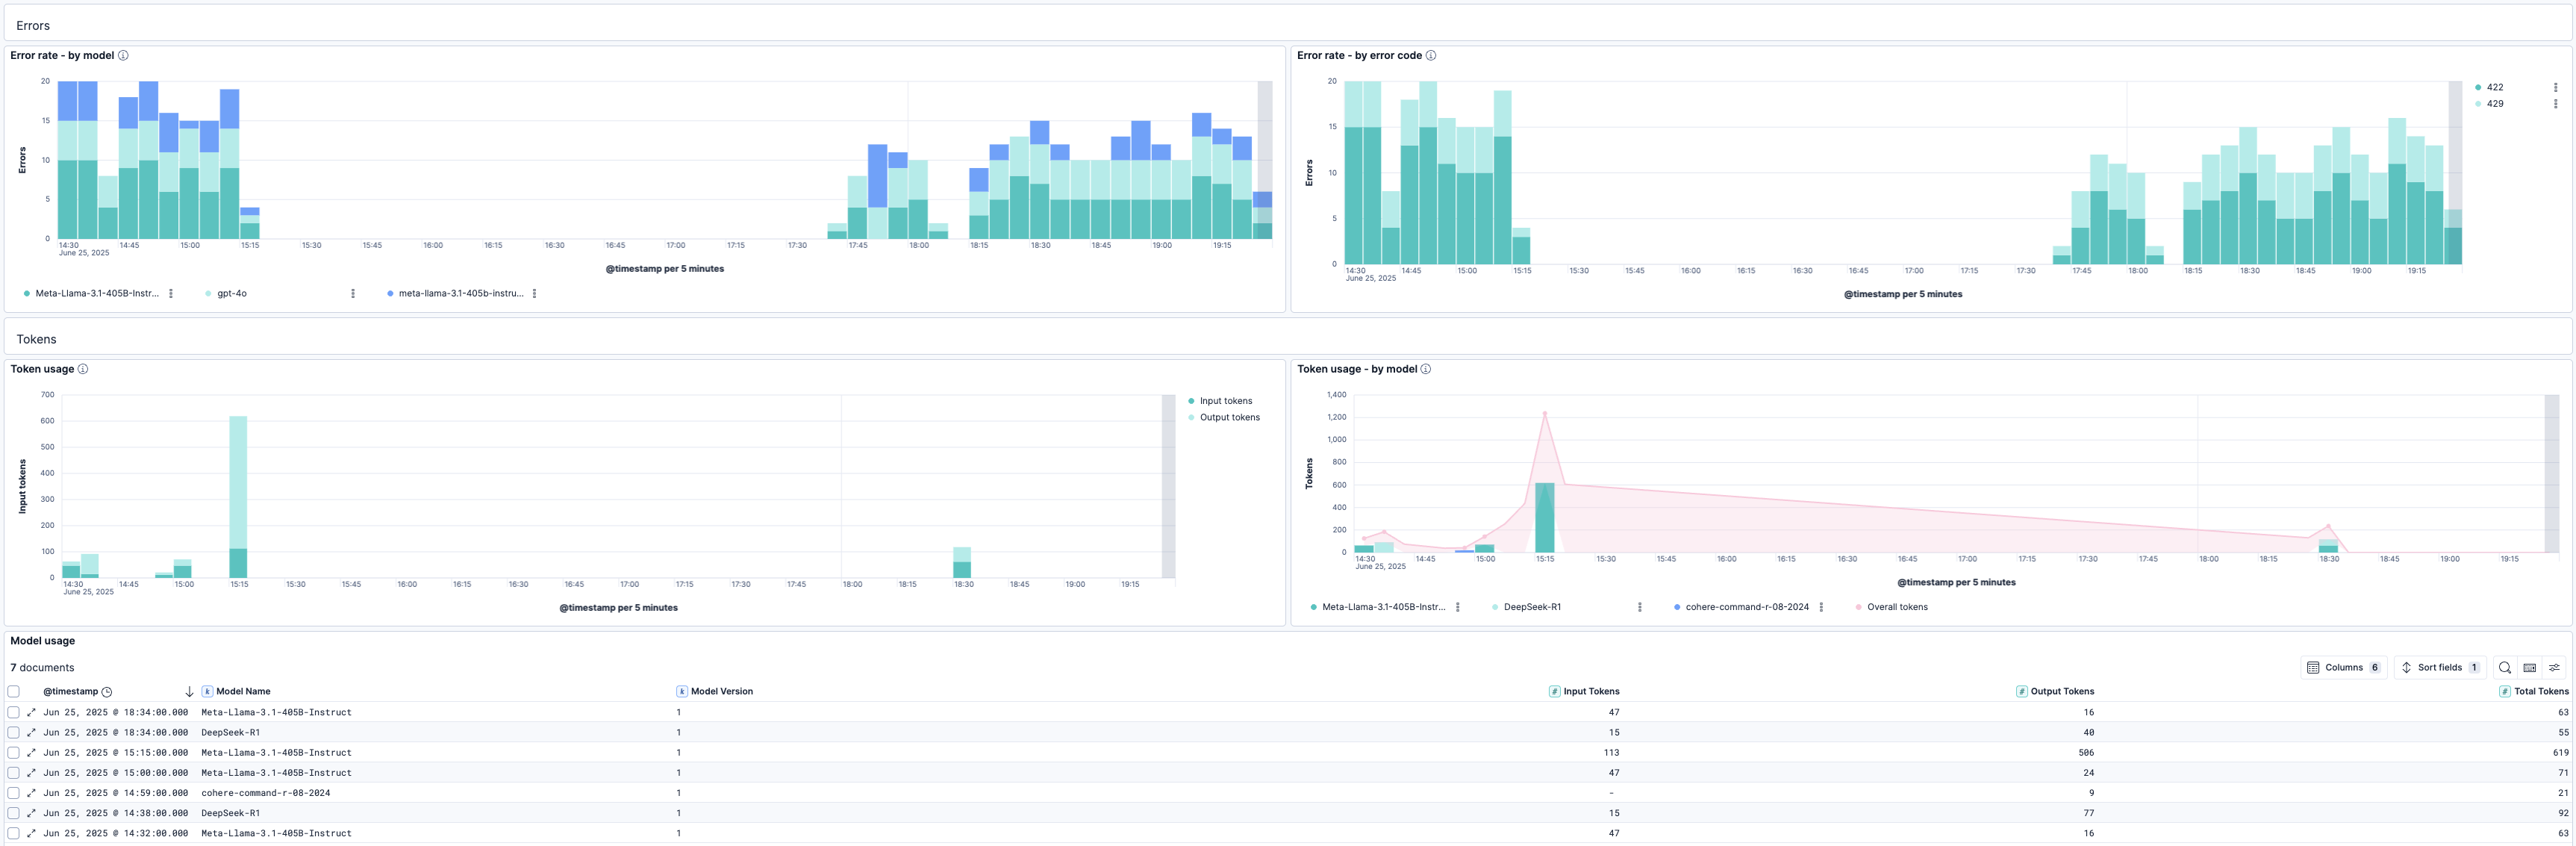 Errors
Error rate - by model
Errors
20
15
10
5
0
14:30 14:45 15:00 15:15 15:30 15:45 16:00 16:15 16:30 16:45 17:00 17:15 17:30 17:45 18:00 18:15 18:30 18:45 19:00 19:15
June 25, 2025
@timestamp per 5 minutes
Meta-Llama-3.1-405B-Instr... gpt-4o meta-llama-3.1-405b-instru...
Error rate - by error code
Errors
20
15
10
5
0
14:30 14:45 15:00 15:15 15:30 15:45 16:00 16:15 16:30 16:45 17:00 17:15 17:30 17:45 18:00 18:15 18:30 18:45 19:00 19:15
June 25, 2025
@timestamp per 5 minutes
422
429
Tokens
Token usage
Input tokens
700
600
500
400
300
200
100
0
14:30 14:45 15:00 15:15 15:30 15:45 16:00 16:15 16:30 16:45 17:00 17:15 17:30 17:45 18:00 18:15 18:30 18:45 19:00 19:15
June 25, 2025
@timestamp per 5 minutes
Input tokens
Output tokens
Token usage - by model
Tokens
1,400
1,200
1,000
800
600
400
200
0
14:30 14:45 15:00 15:15 15:30 15:45 16:00 16:15 16:30 16:45 17:00 17:15 17:30 17:45 18:00 18:15 18:30 18:45 19:00 19:15
June 25, 2025
@timestamp per 5 minutes
Meta-Llama-3.1-405B-Instr... DeepSeek-R1 cohere-command-r-08-2024 Overall tokens
Model usage
7 documents
Columns 6 Sort fields 1
@timestamp k Model Name k Model Version # Input Tokens # Output Tokens # Total Tokens
Jun 25, 2025 @ 18:34:00.000 Meta-Llama-3.1-405B-Instruct 1 47 16 63
Jun 25, 2025 @ 18:34:00.000 DeepSeek-R1 1 15 40 55
Jun 25, 2025 @ 15:15:00.000 Meta-Llama-3.1-405B-Instruct 1 113 506 619
Jun 25, 2025 @ 15:00:00.000 Meta-Llama-3.1-405B-Instruct 1 47 24 71
Jun 25, 2025 @ 14:59:00.000 cohere-command-r-08-2024 1 - 9 21
Jun 25, 2025 @ 14:38:00.000 DeepSeek-R1 1 15 77 92
Jun 25, 2025 @ 14:32:00.000 Meta-Llama-3.1-405B-Instruct 1 47 16 63